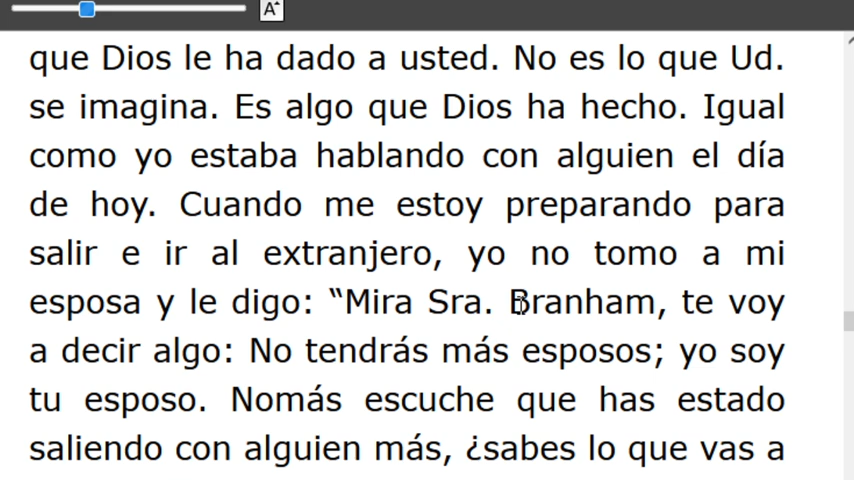 A
que Dios le ha dado a usted. No es lo que Ud.
se imagina. Es algo que Dios ha hecho. Igual
como yo estaba hablando con alguien el día
de hoy. Cuando me estoy preparando para
salir e ir al extranjero, yo no tomo a mi
esposa y le digo: “Mira Sra. Branham, te voy
a decir algo: No tendrás más esposos; yo soy
tu esposo. Nomás escuche que has estado
saliendo con alguien más, ¿sabes lo que vas a